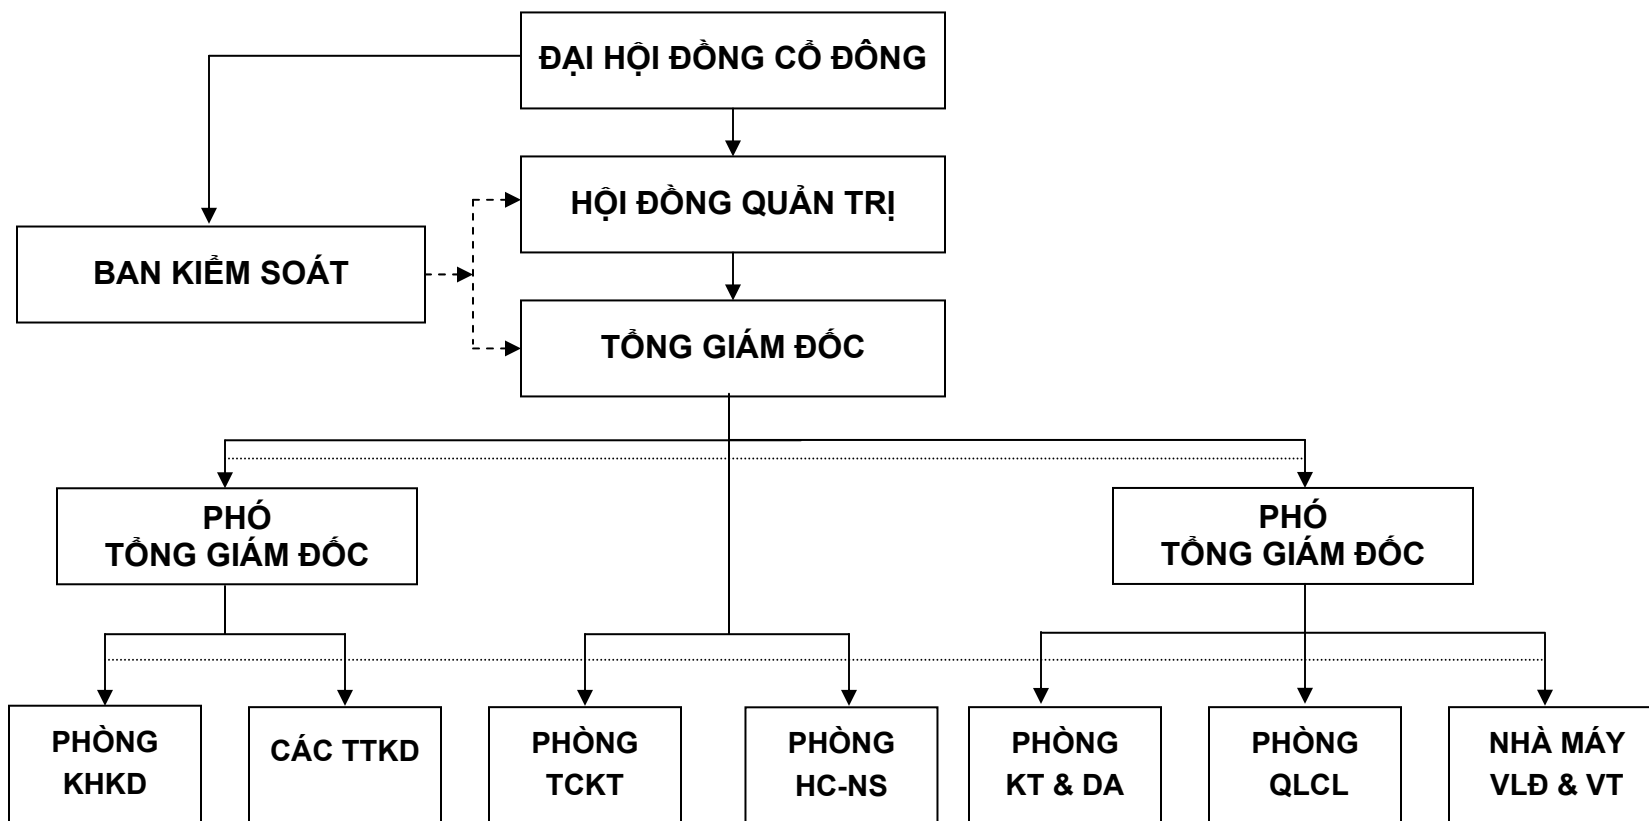 ĐẠI HỘI ĐỒNG CỔ ĐÔNG
HỘI ĐỒNG QUẢN TRỊ
BAN KIỂM SOÁT
TỔNG GIÁM ĐỐC
PHÓ
TỔNG GIÁM ĐỐC
PHÓ
TỔNG GIÁM ĐỐC
PHÒNG
KHKD
CÁC TTKD
PHÒNG
TCKT
PHÒNG
HC-NS
PHÒNG
KT & DA
PHÒNG
QLCL
NHÀ MÁY
VLĐ & VT